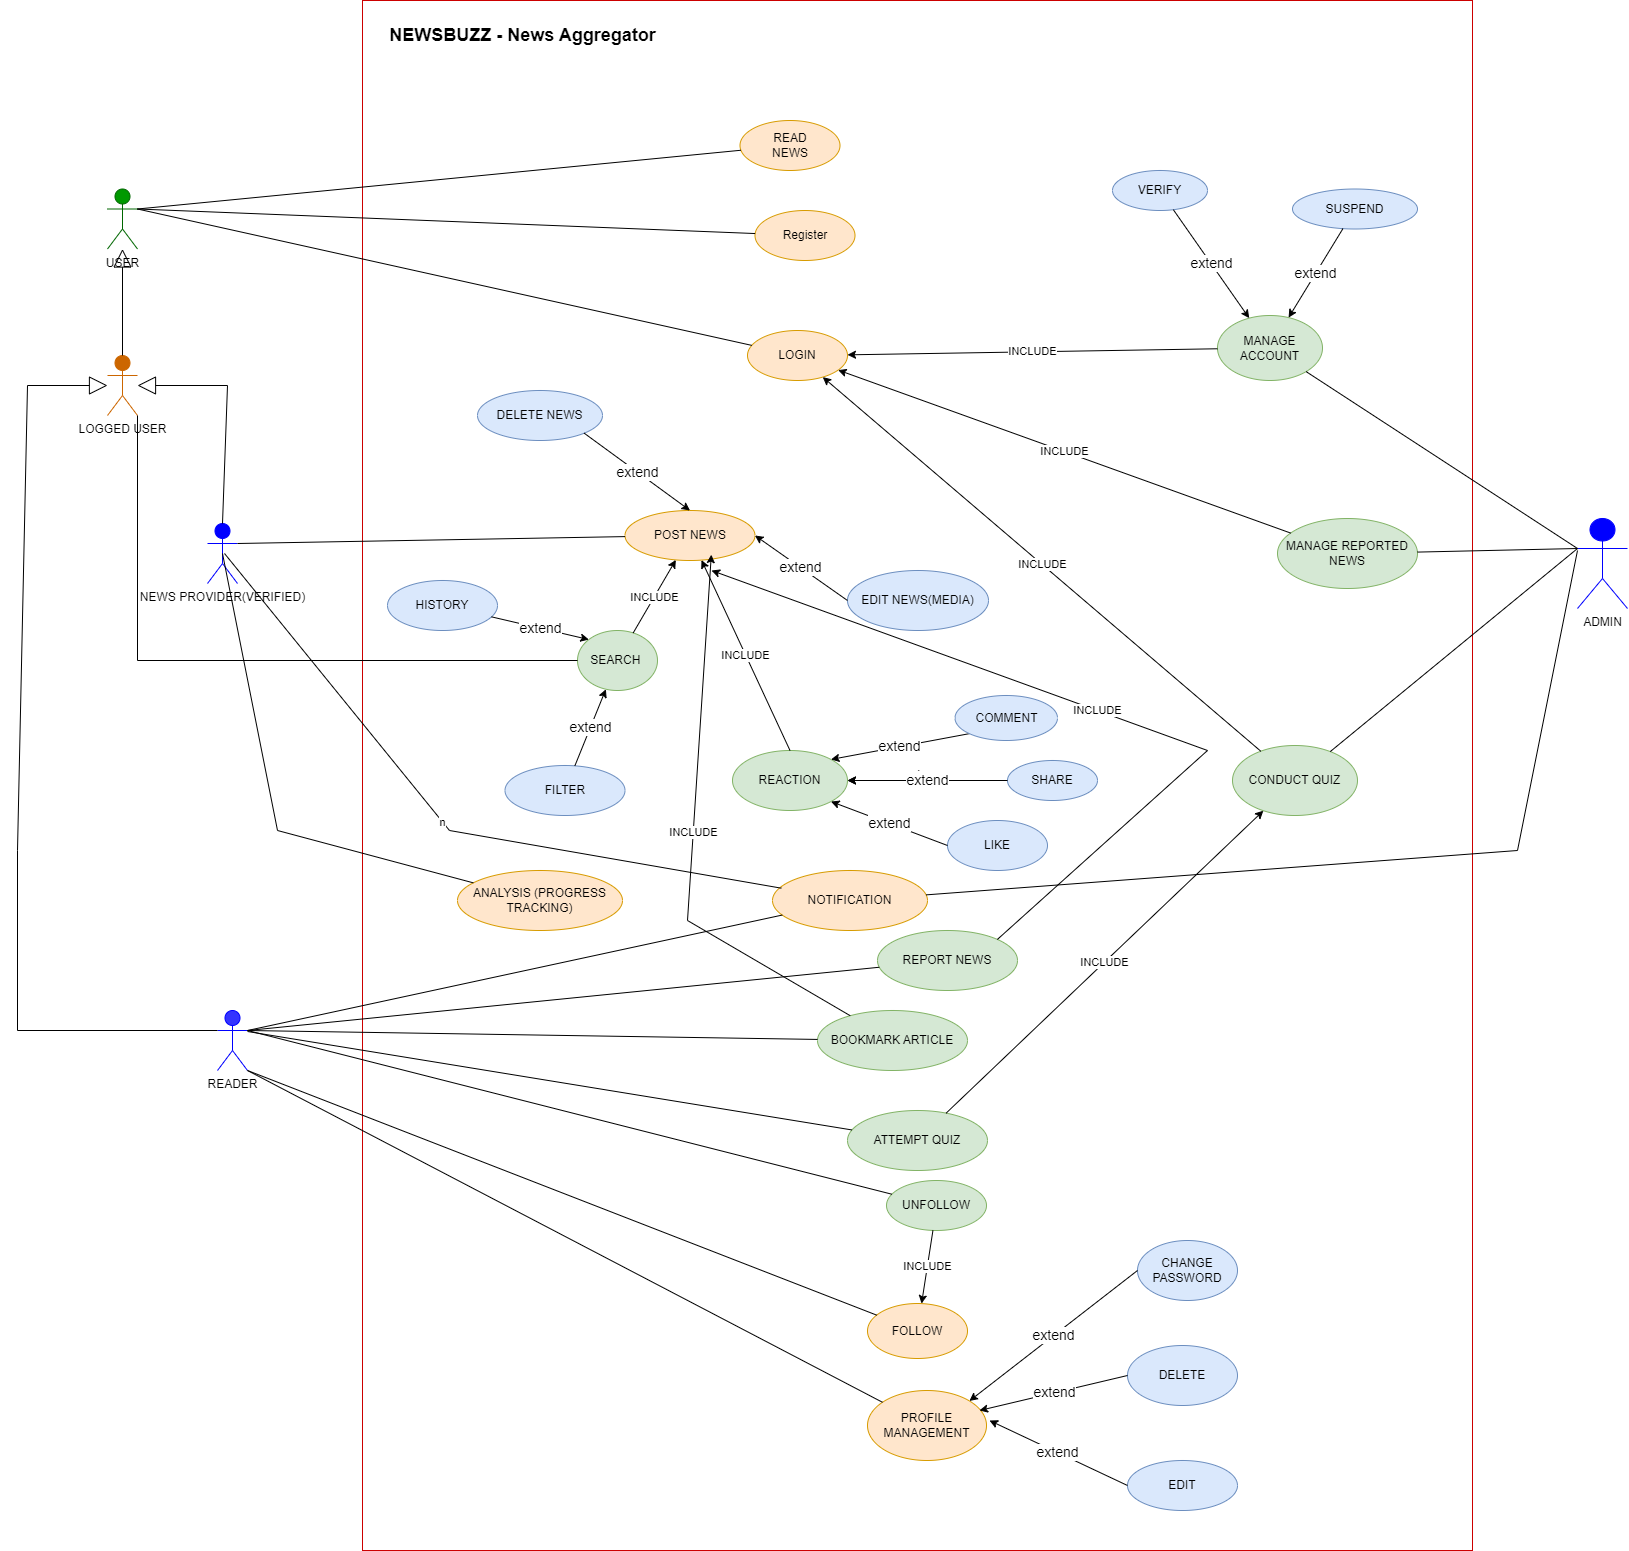 NEWSBUZZ - News Aggregator
READ
NEWS
VERIFY
SUSPEND
Register
USER
extend
extend
LOGIN
INCLUDE
MANAGE
ACCOUNT
DELETE NEWS
LOGGED USER
INCLUDE
extend
POST NEWS
MANAGE REPORTED
NEWS
extend
INCLUDE
NEWS PROVIDER(VERIFIED)
INCLUDE
HISTORY
EDIT NEWS(MEDIA)
ADMIN
extend
SEARCH
INCLUDE
INCLUDE
COMMENT
extend
extend
REACTION
extend
SHARE
CONDUCT QUIZ
FILTER
n
extend
INCLUDE
LIKE
ANALYSIS (PROGRESS
TRACKING)
NOTIFICATION
REPORT NEWS
INCLUDE
BOOKMARK ARTICLE
READER
ATTEMPT QUIZ
UNFOLLOW
INCLUDE
CHANGE
PASSWORD
FOLLOW
extend
DELETE
extend
PROFILE
MANAGEMENT
extend
EDIT